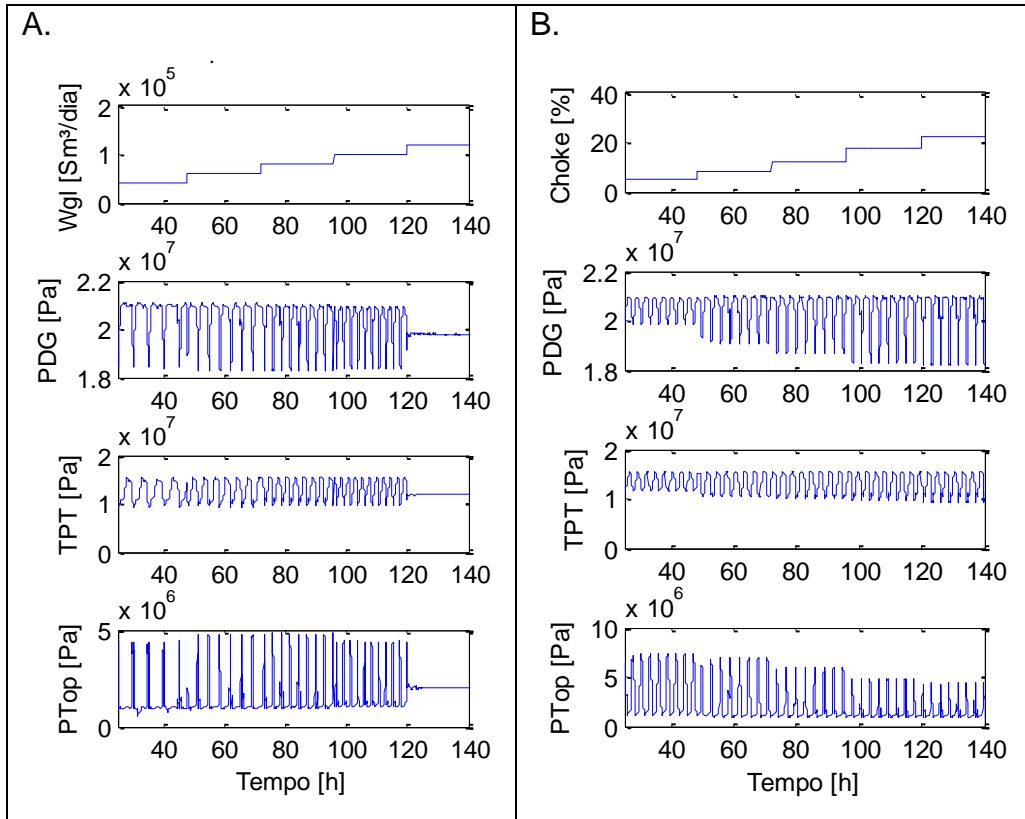 A.
x 10^5
Wgl [Sm³/dia]
2
1
0
40 60 80 100 120 140
x 10^7
PDG [Pa]
2.2
2
1.8
40 60 80 100 120 140
x 10^7
TPT [Pa]
2
1
0
40 60 80 100 120 140
x 10^6
PTop [Pa]
5
0
40 60 80 100 120 140
Tempo [h]
B.
Choke [%]
40
20
0
40 60 80 100 120 140
x 10^7
PDG [Pa]
2.2
2
1.8
40 60 80 100 120 140
x 10^7
TPT [Pa]
2
1
0
40 60 80 100 120 140
x 10^6
PTop [Pa]
10
5
0
40 60 80 100 120 140
Tempo [h]